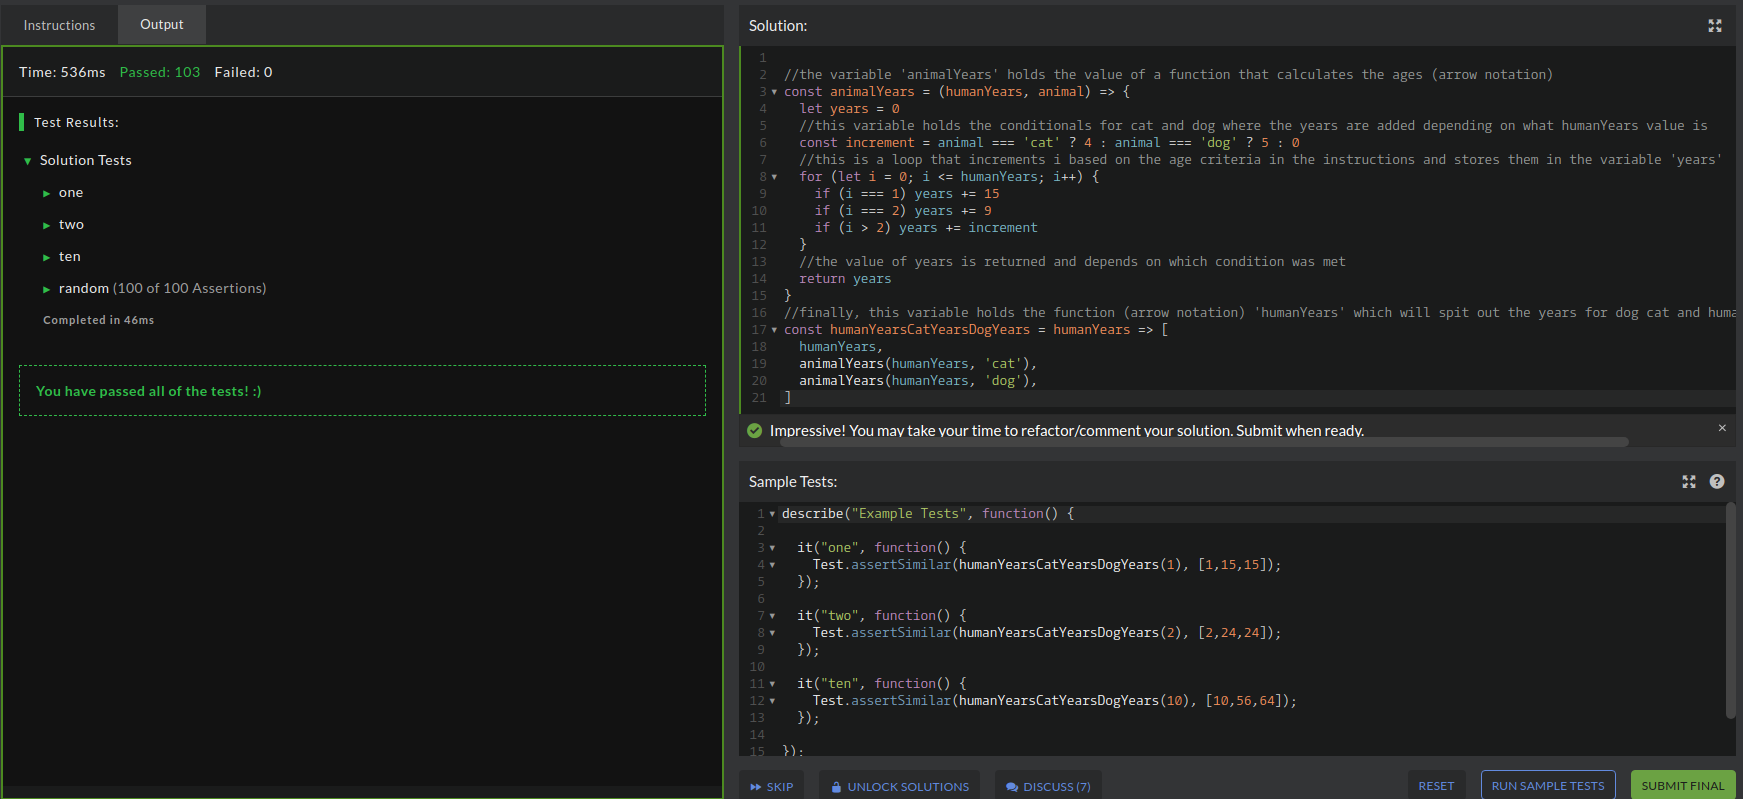 Instructions
Output
Time: 536ms Passed: 103 Failed: 0
Test Results:
Solution Tests
one
two
ten
random (100 of 100 Assertions)
Completed in 46ms
You have passed all of the tests! :)
Solution:
1
2 //the variable 'animalYears' holds the value of a function that calculates the ages (arrow notation)
3 const animalYears = (humanYears, animal) => {
4 let years = 0
5 //this variable holds the conditionals for cat and dog where the years are added depending on what humanYears value is
6 const increment = animal === 'cat' ? 4 : animal === 'dog' ? 5 : 0
7 //this is a loop that increments i based on the age criteria in the instructions and stores them in the variable 'years'
8 for (let i = 0; i <= humanYears; i++) {
9 if (i === 1) years += 15
10 if (i === 2) years += 9
11 if (i > 2) years += increment
12 }
13 //the value of years is returned and depends on which condition was met
14 return years
15 }
16 //finally, this variable holds the function (arrow notation) 'humanYears' which will spit out the years for dog cat and huma
17 const humanYearsCatYearsDogYears = humanYears => [
18 humanYears,
19 animalYears(humanYears, 'cat'),
20 animalYears(humanYears, 'dog'),
21 ]
Impressive! You may take your time to refactor/comment your solution. Submit when ready.
Sample Tests:
1 describe("Example Tests", function() {
2
3 it("one", function() {
4 Test.assertSimilar(humanYearsCatYearsDogYears(1), [1,15,15]);
5 });
6
7 it("two", function() {
8 Test.assertSimilar(humanYearsCatYearsDogYears(2), [2,24,24]);
9 });
10
11 it("ten", function() {
12 Test.assertSimilar(humanYearsCatYearsDogYears(10), [10,56,64]);
13 });
14
15 });
SKIP
UNLOCK SOLUTIONS
DISCUSS (7)
RESET
RUN SAMPLE TESTS
SUBMIT FINAL